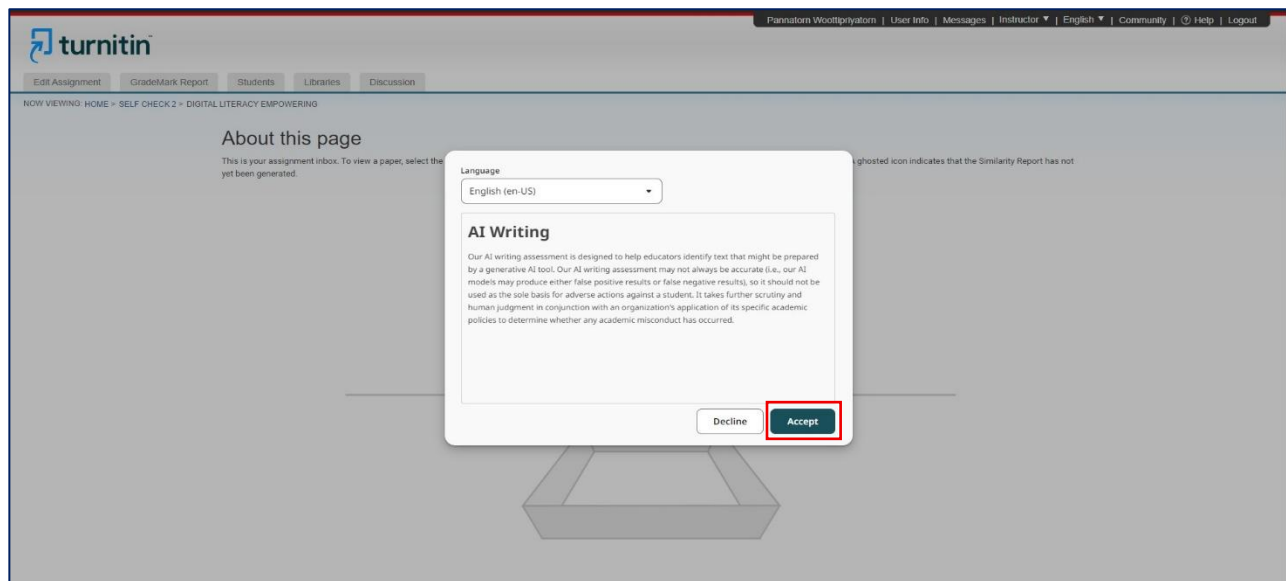 Pannatorn Woottipriyatorn | User Info | Messages | Instructor ▼ | English ▼ | Community | ? Help | Logout
turnitin
Edit Assignment GradeMark Report Students Libraries Discussion
NOW VIEWING: HOME > SELF CHECK 2 > DIGITAL LITERACY EMPOWERING
About this page
This is your assignment inbox. To view a paper, select the
ghosted icon indicates that the Similarity Report has not
yet been generated.
Language
English (en-US)
AI Writing
Our AI writing assessment is designed to help educators identify text that might be prepared
by a generative AI tool. Our AI writing assessment may not always be accurate (i.e., our AI
models may produce either false positive results or false negative results), so it should not be
used as the sole basis for adverse actions against a student. It takes further scrutiny and
human judgment in conjunction with an organization's application of its specific academic
policies to determine whether any academic misconduct has occurred.
Decline Accept